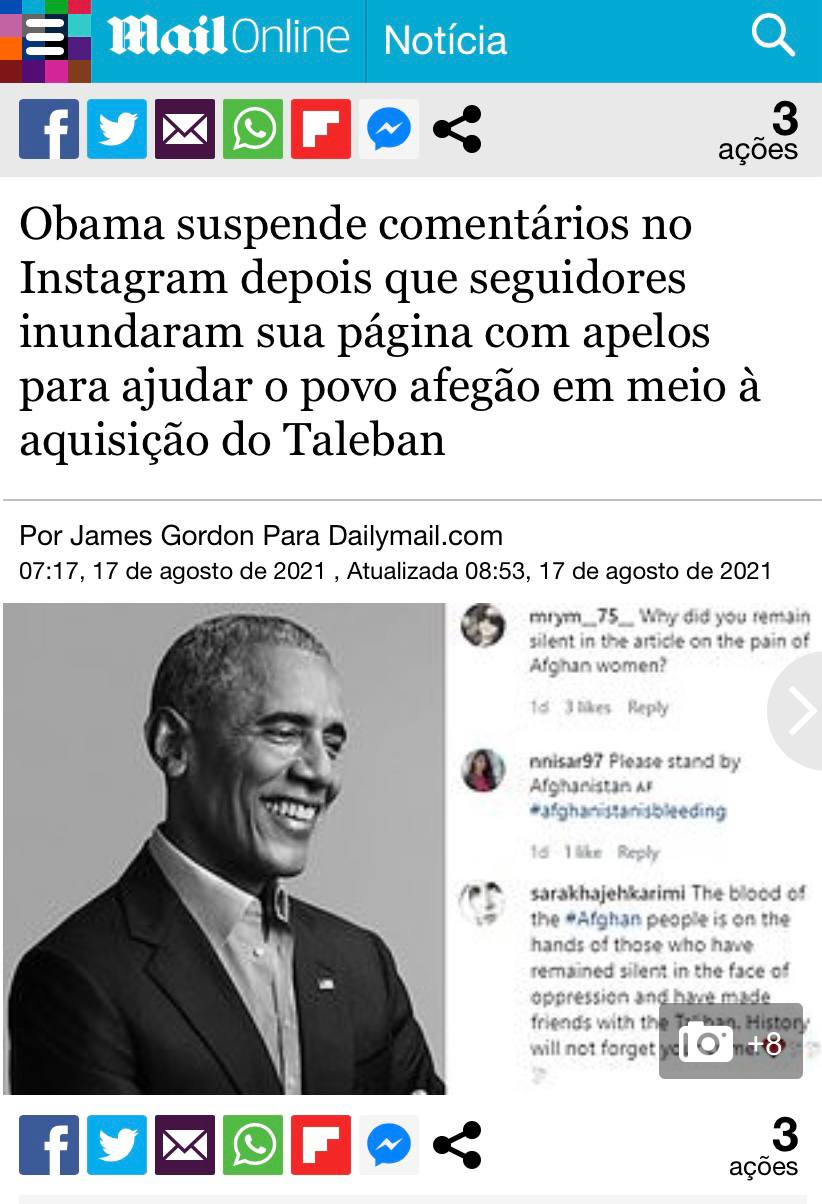 Mail Online Notícia
3
ações
Obama suspende comentários no
Instagram depois que seguidores
inundaram sua página com apelos
para ajudar o povo afegão em meio à
aquisição do Taleban
Por James Gordon Para Dailymail.com
07:17, 17 de agosto de 2021 , Atualizada 08:53, 17 de agosto de 2021
mrym__75__ Why did you remain
silent in the article on the pain of
Afghan women?
1d 3 likes Reply
nnisar97 Please stand by
Afghanistan AF
#afghanistanisbleeding
1d 1 like Reply
sarakhajehkarimi The blood of
the #Afghan people is on the
hands of those who have
remained silent in the face of
oppression and have made
friends with the History
will not forget
+8
3
ações